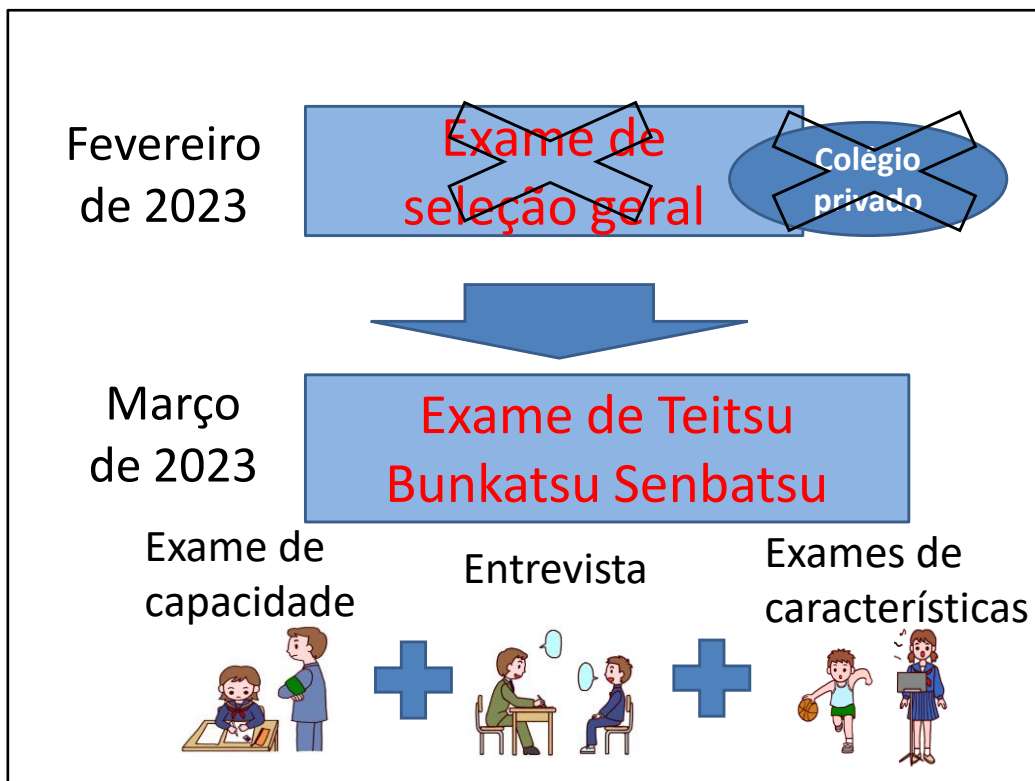 Fevereiro
de 2023
Exame de
seleção geral
Colégio
privado
Março
de 2023
Exame de Teitsu
Bunkatsu Senbatsu
Exame de
capacidade
Entrevista
Exames de
características